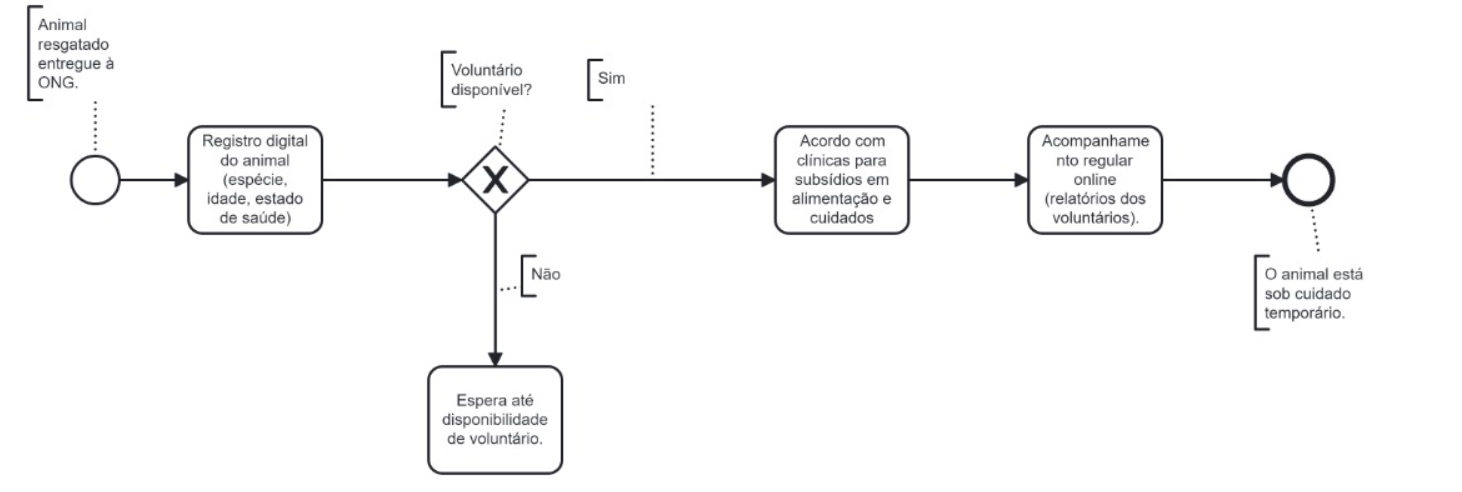 Animal
resgatado
entregue à
ONG.
Registro digital
do animal
(espécie,
idade, estado
de saúde)
Voluntário
disponível?
Sim
Acordo com
clínicas para
subsídios em
alimentação e
cuidados
Acompanhame
nto regular
online
(relatórios dos
voluntários).
Não
O animal está
sob cuidado
temporário.
Espera até
disponibilidade
de voluntário.